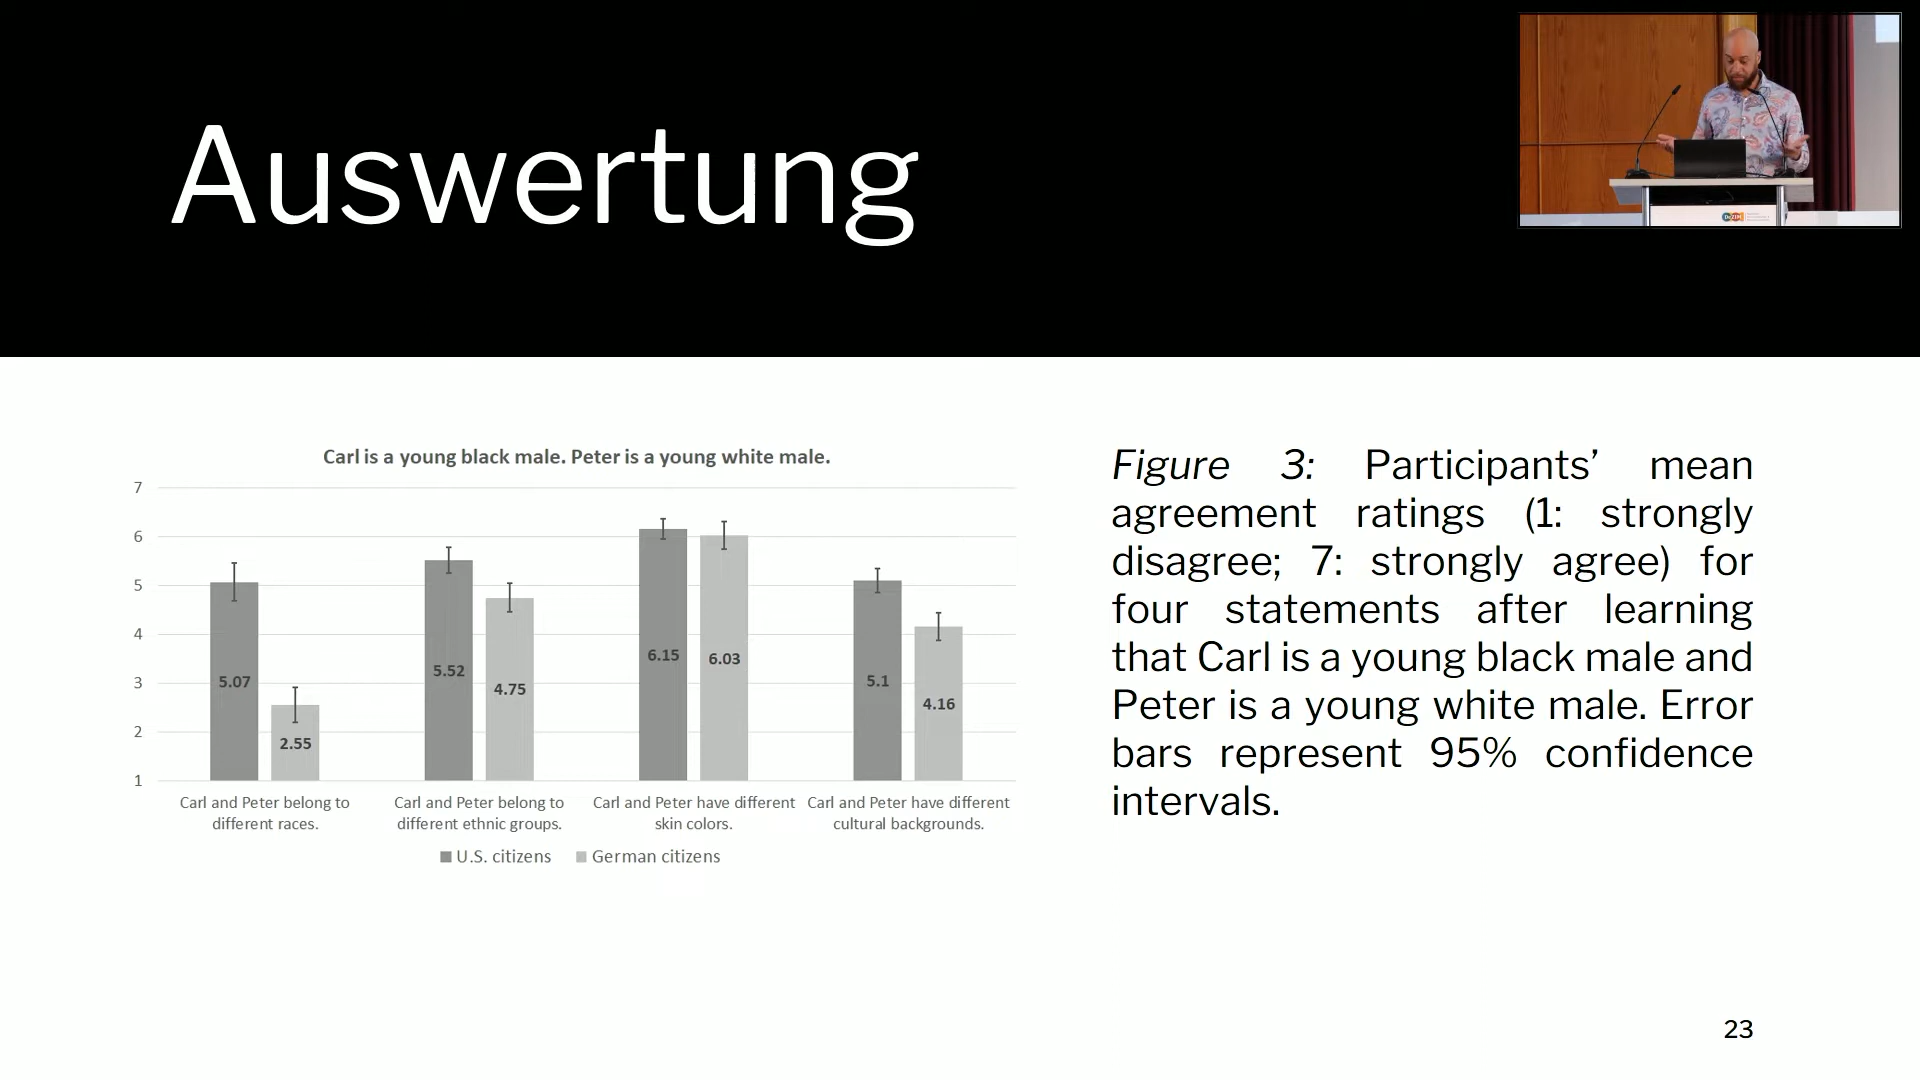 Auswertung
Carl is a young black male. Peter is a young white male.
7
6
5
4
3
2
1
5.07
2.55
5.52
4.75
6.15
6.03
5.1
4.16
Carl and Peter belong to
different races.
Carl and Peter belong to
different ethnic groups.
Carl and Peter have different
skin colors.
Carl and Peter have different
cultural backgrounds.
U.S. citizens
German citizens
Figure 3: Participants’ mean
agreement ratings (1: strongly
disagree; 7: strongly agree) for
four statements after learning
that Carl is a young black male and
Peter is a young white male. Error
bars represent 95% confidence
intervals.
23